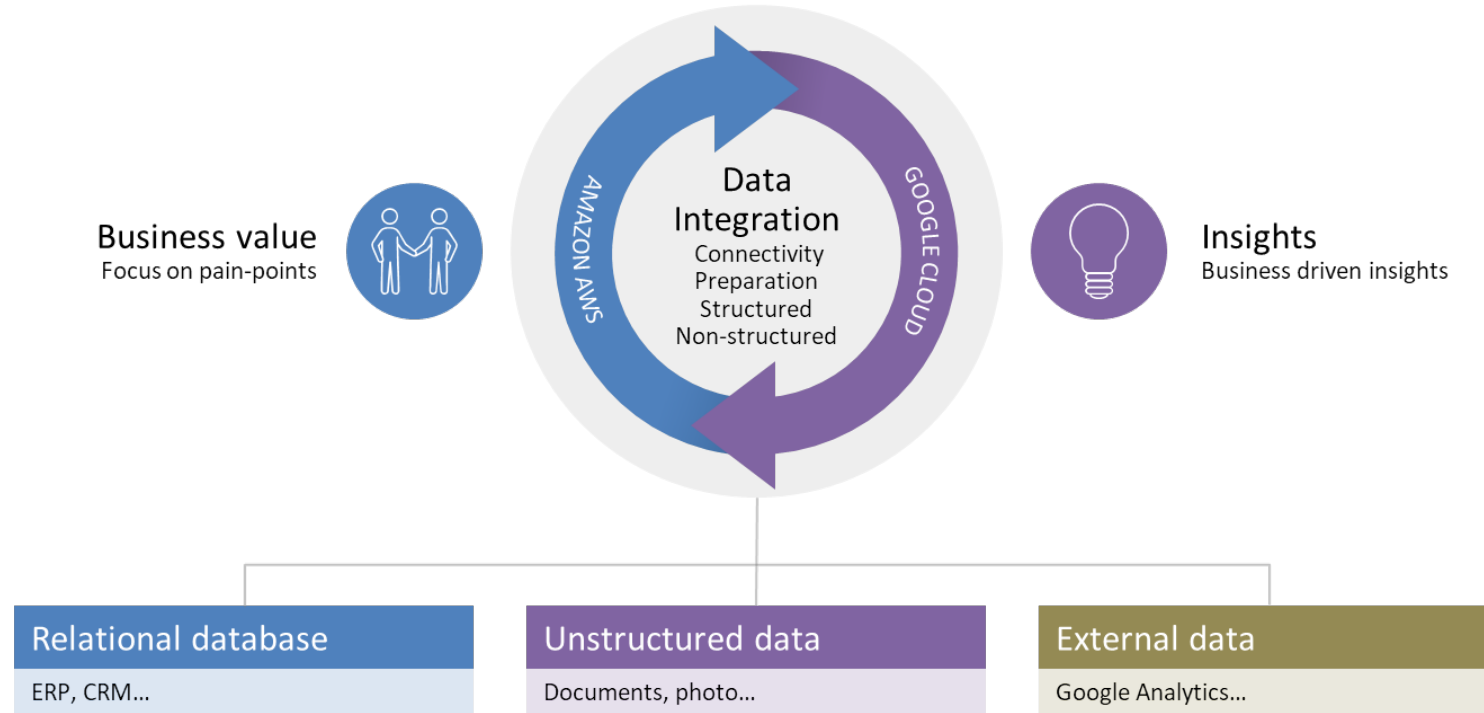 Business value
Focus on pain-points
AMAZON AWS
Data
Integration
Connectivity
Preparation
Structured
Non-structured
GOOGLE CLOUD
Insights
Business driven insights
Relational database
ERP, CRM...
Unstructured data
Documents, photo...
External data
Google Analytics...